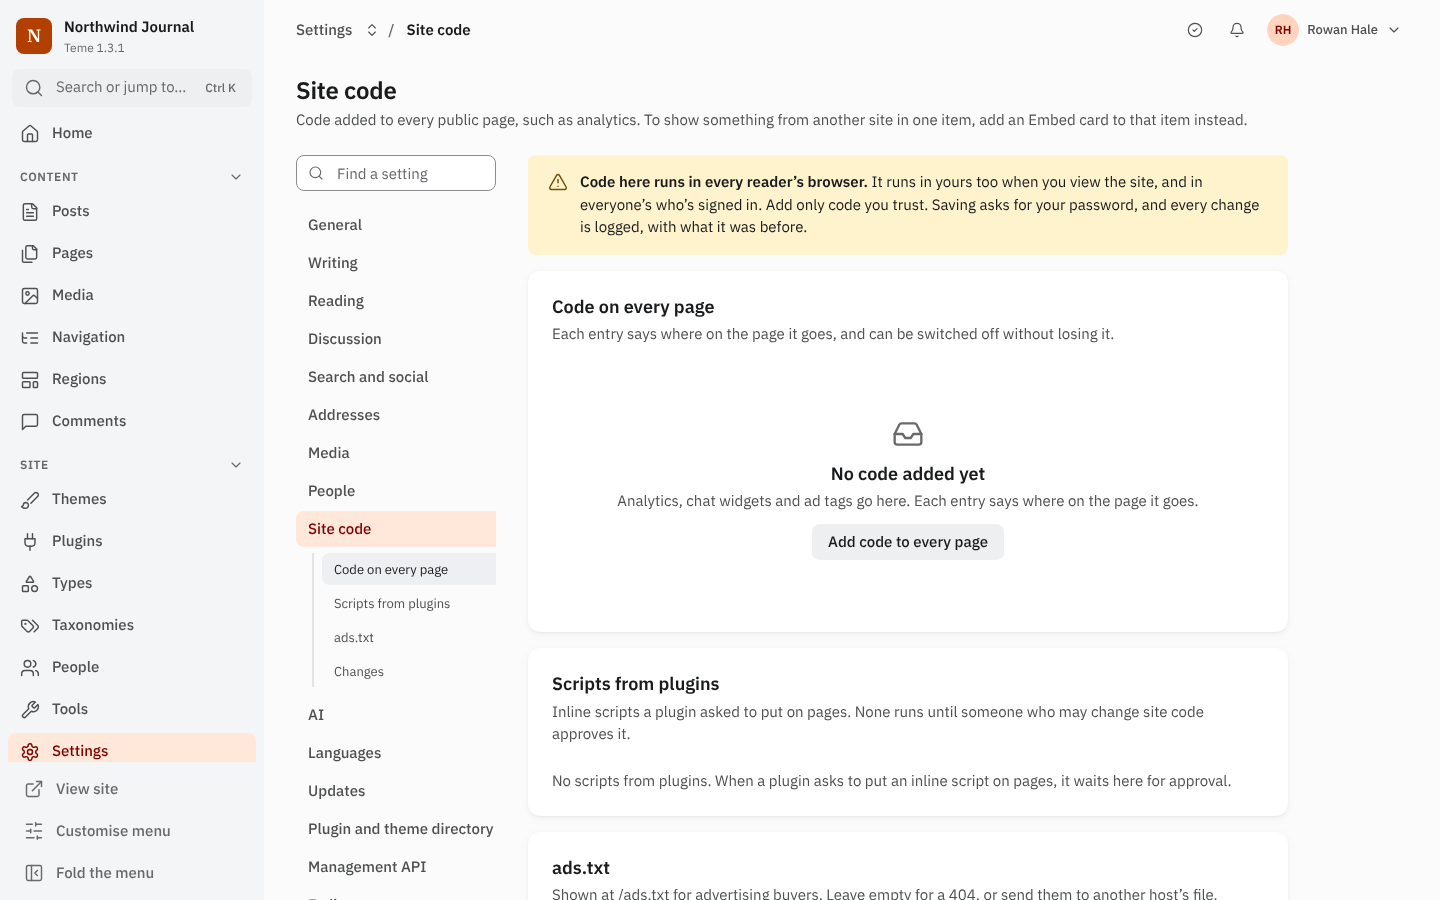 Northwind Journal
Teme 1.3.1
Search or jump to...
Ctrl K
Home
CONTENT
Posts
Pages
Media
Navigation
Regions
Comments
SITE
Themes
Plugins
Types
Taxonomies
People
Tools
Settings
View site
Customise menu
Fold the menu
Settings / Site code
RH
Rowan Hale
Site code
Code added to every public page, such as analytics. To show something from another site in one item, add an Embed card to that item instead.
Find a setting
General
Writing
Reading
Discussion
Search and social
Addresses
Media
People
Site code
Code on every page
Scripts from plugins
ads.txt
Changes
AI
Languages
Updates
Plugin and theme directory
Management API
Code here runs in every reader’s browser. It runs in yours too when you view the site, and in
everyone’s who’s signed in. Add only code you trust. Saving asks for your password, and every change
is logged, with what it was before.
Code on every page
Each entry says where on the page it goes, and can be switched off without losing it.
No code added yet
Analytics, chat widgets and ad tags go here. Each entry says where on the page it goes.
Add code to every page
Scripts from plugins
Inline scripts a plugin asked to put on pages. None runs until someone who may change site code
approves it.
No scripts from plugins. When a plugin asks to put an inline script on pages, it waits here for approval.
ads.txt
Shown at /ads.txt for advertising buyers. Leave empty for a 404, or send them to another host’s file.